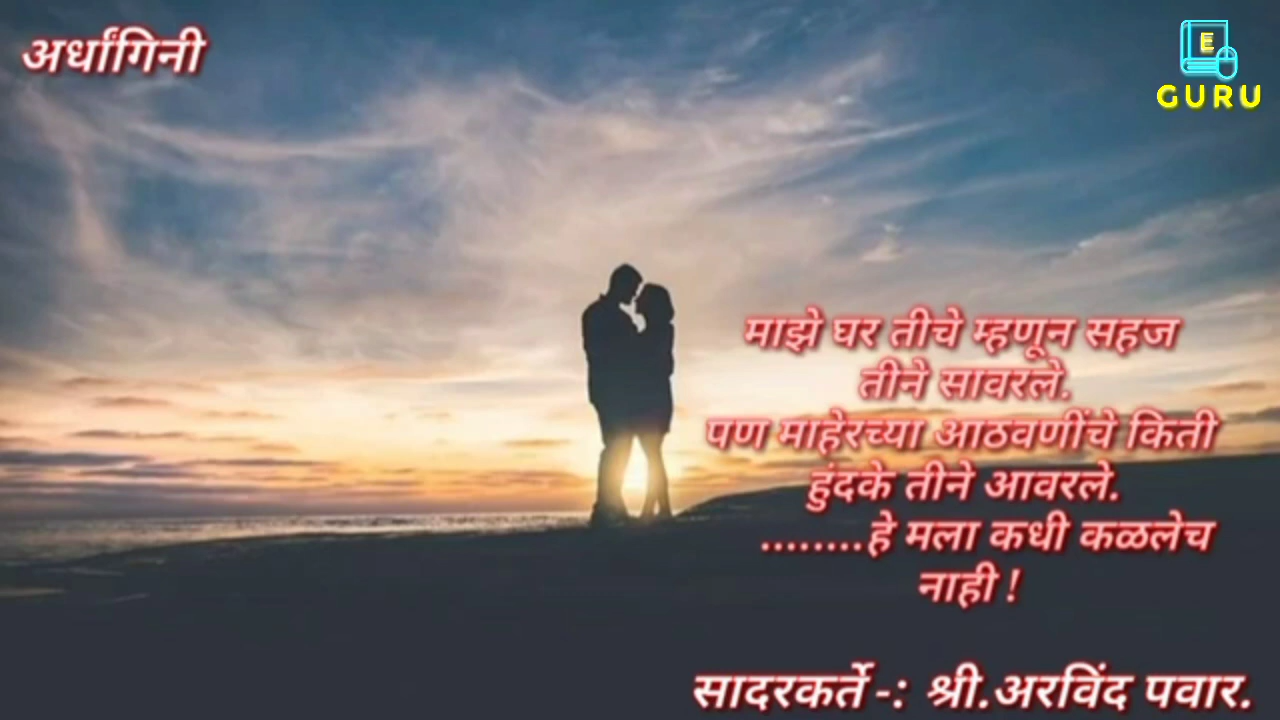 अर्धांगिनी
E
GURU
माझे घर तीचे म्हणून सहज
तीने सावरले.
पण माहेरच्या आठवणींचे किती
हुंदके तीने आवरले.
........हे मला कधी कळलेच
नाही !
सादरकर्ते -: श्री.अरविंद पवार.